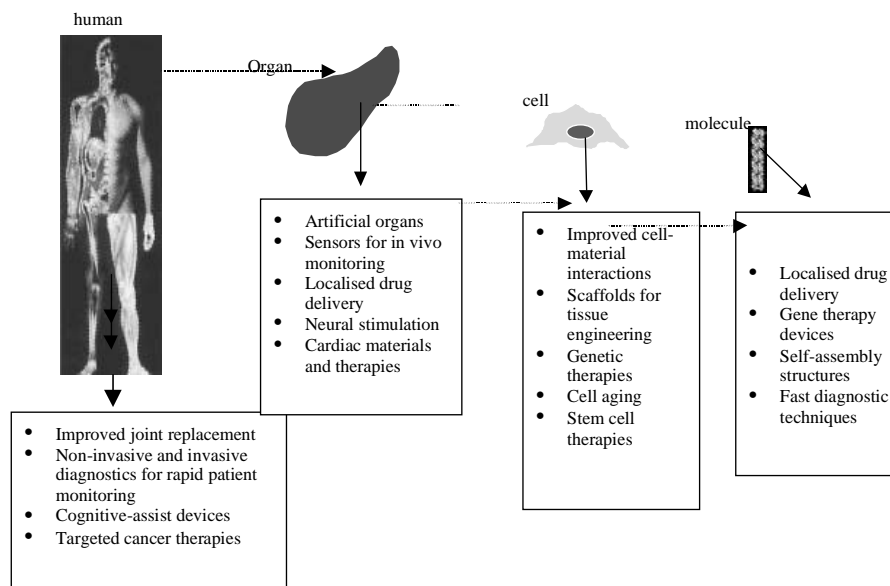 human
Organ
cell
molecule
• Artificial organs
• Sensors for in vivo
monitoring
• Localised drug
delivery
• Neural stimulation
• Cardiac materials
and therapies
• Improved cell-
material
interactions
• Scaffolds for
tissue
engineering
• Genetic
therapies
• Cell aging
• Stem cell
therapies
• Localised drug
delivery
• Gene therapy
devices
• Self-assembly
structures
• Fast diagnostic
techniques
• Improved joint replacement
• Non-invasive and invasive
diagnostics for rapid patient
monitoring
• Cognitive-assist devices
• Targeted cancer therapies